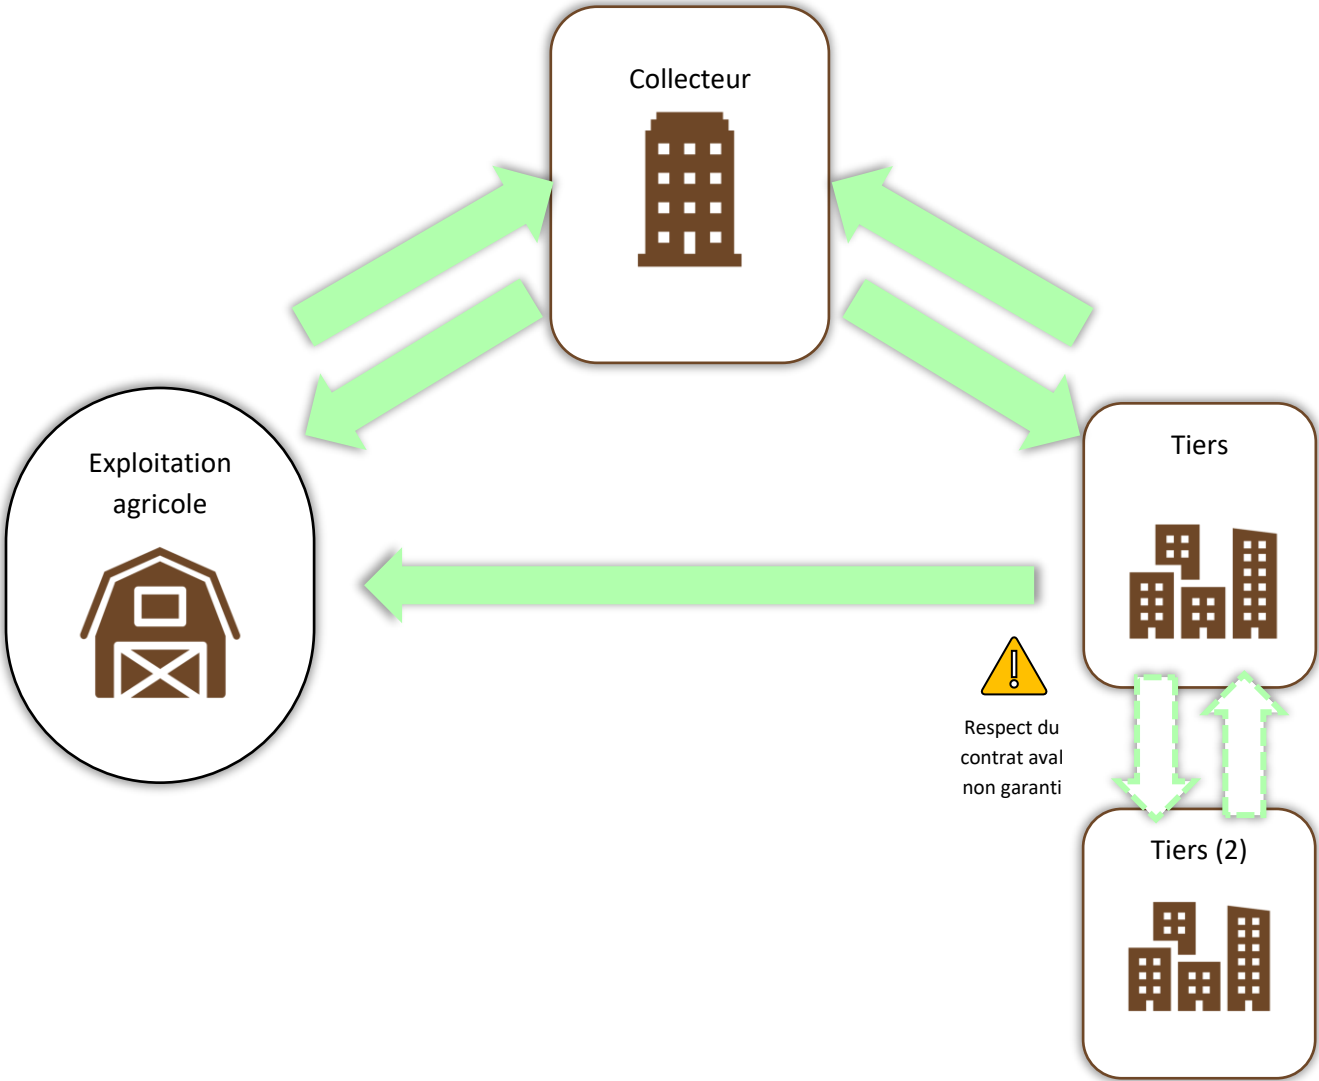 Collecteur
Exploitation
agricole
Tiers
Respect du
contrat aval
non garanti
Tiers (2)